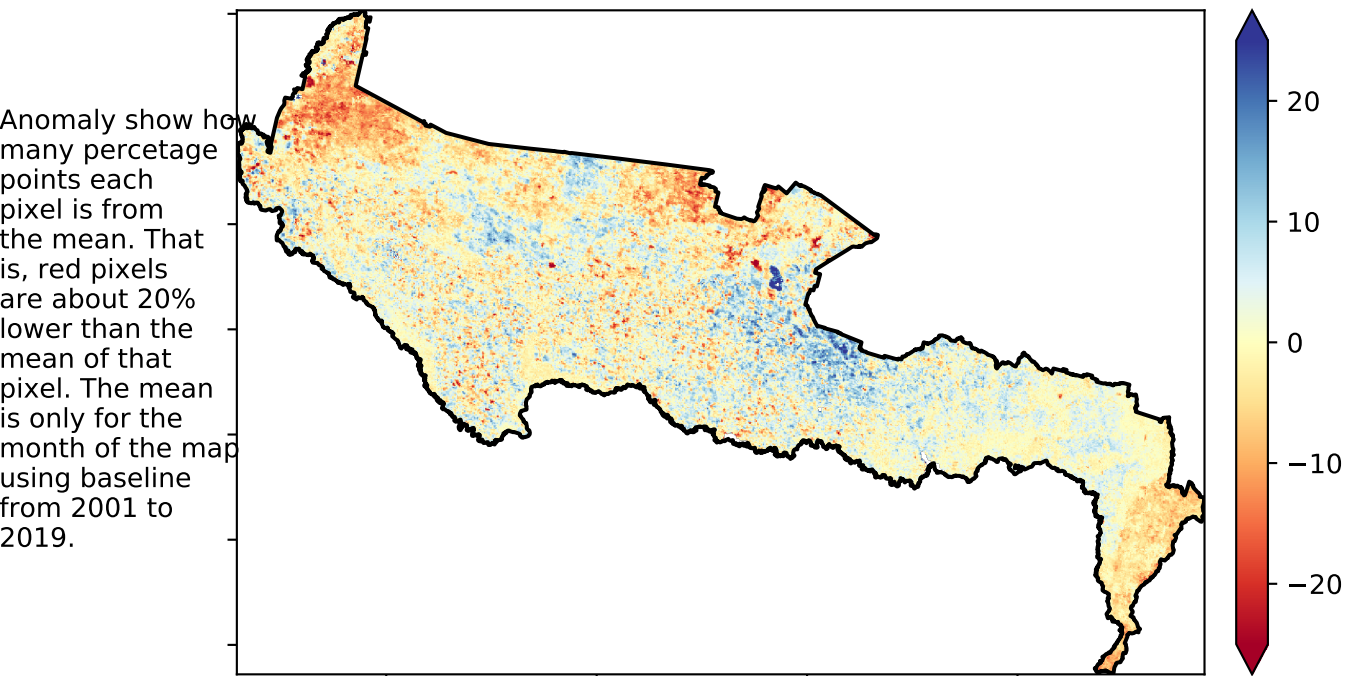 Anomaly show how
many percetage
points each
pixel is from
the mean. That
is, red pixels
are about 20%
lower than the
mean of that
pixel. The mean
is only for the
month of the map
using baseline
from 2001 to
2019.
20
10
0
−10
−20